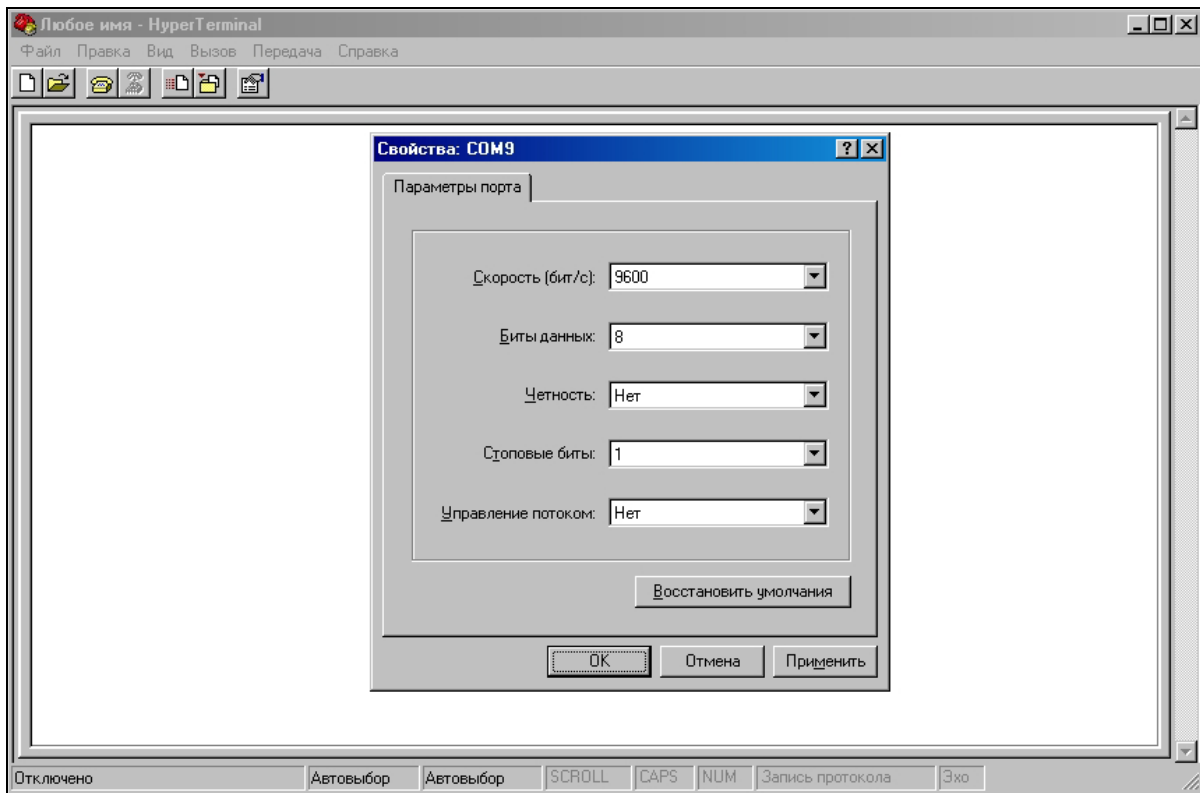 Любое имя - HyperTerminal
Файл Правка Вид Вызов Передача Справка
Свойства: COM9
Параметры порта
Скорость (бит/с): 9600
Биты данных: 8
Четность: Нет
Стоповые биты: 1
Управление потоком: Нет
Восстановить умолчания
OK Отмена Применить
Отключено Автовыбор Автовыбор SCROLL CAPS NUM Запись протокола Эхо